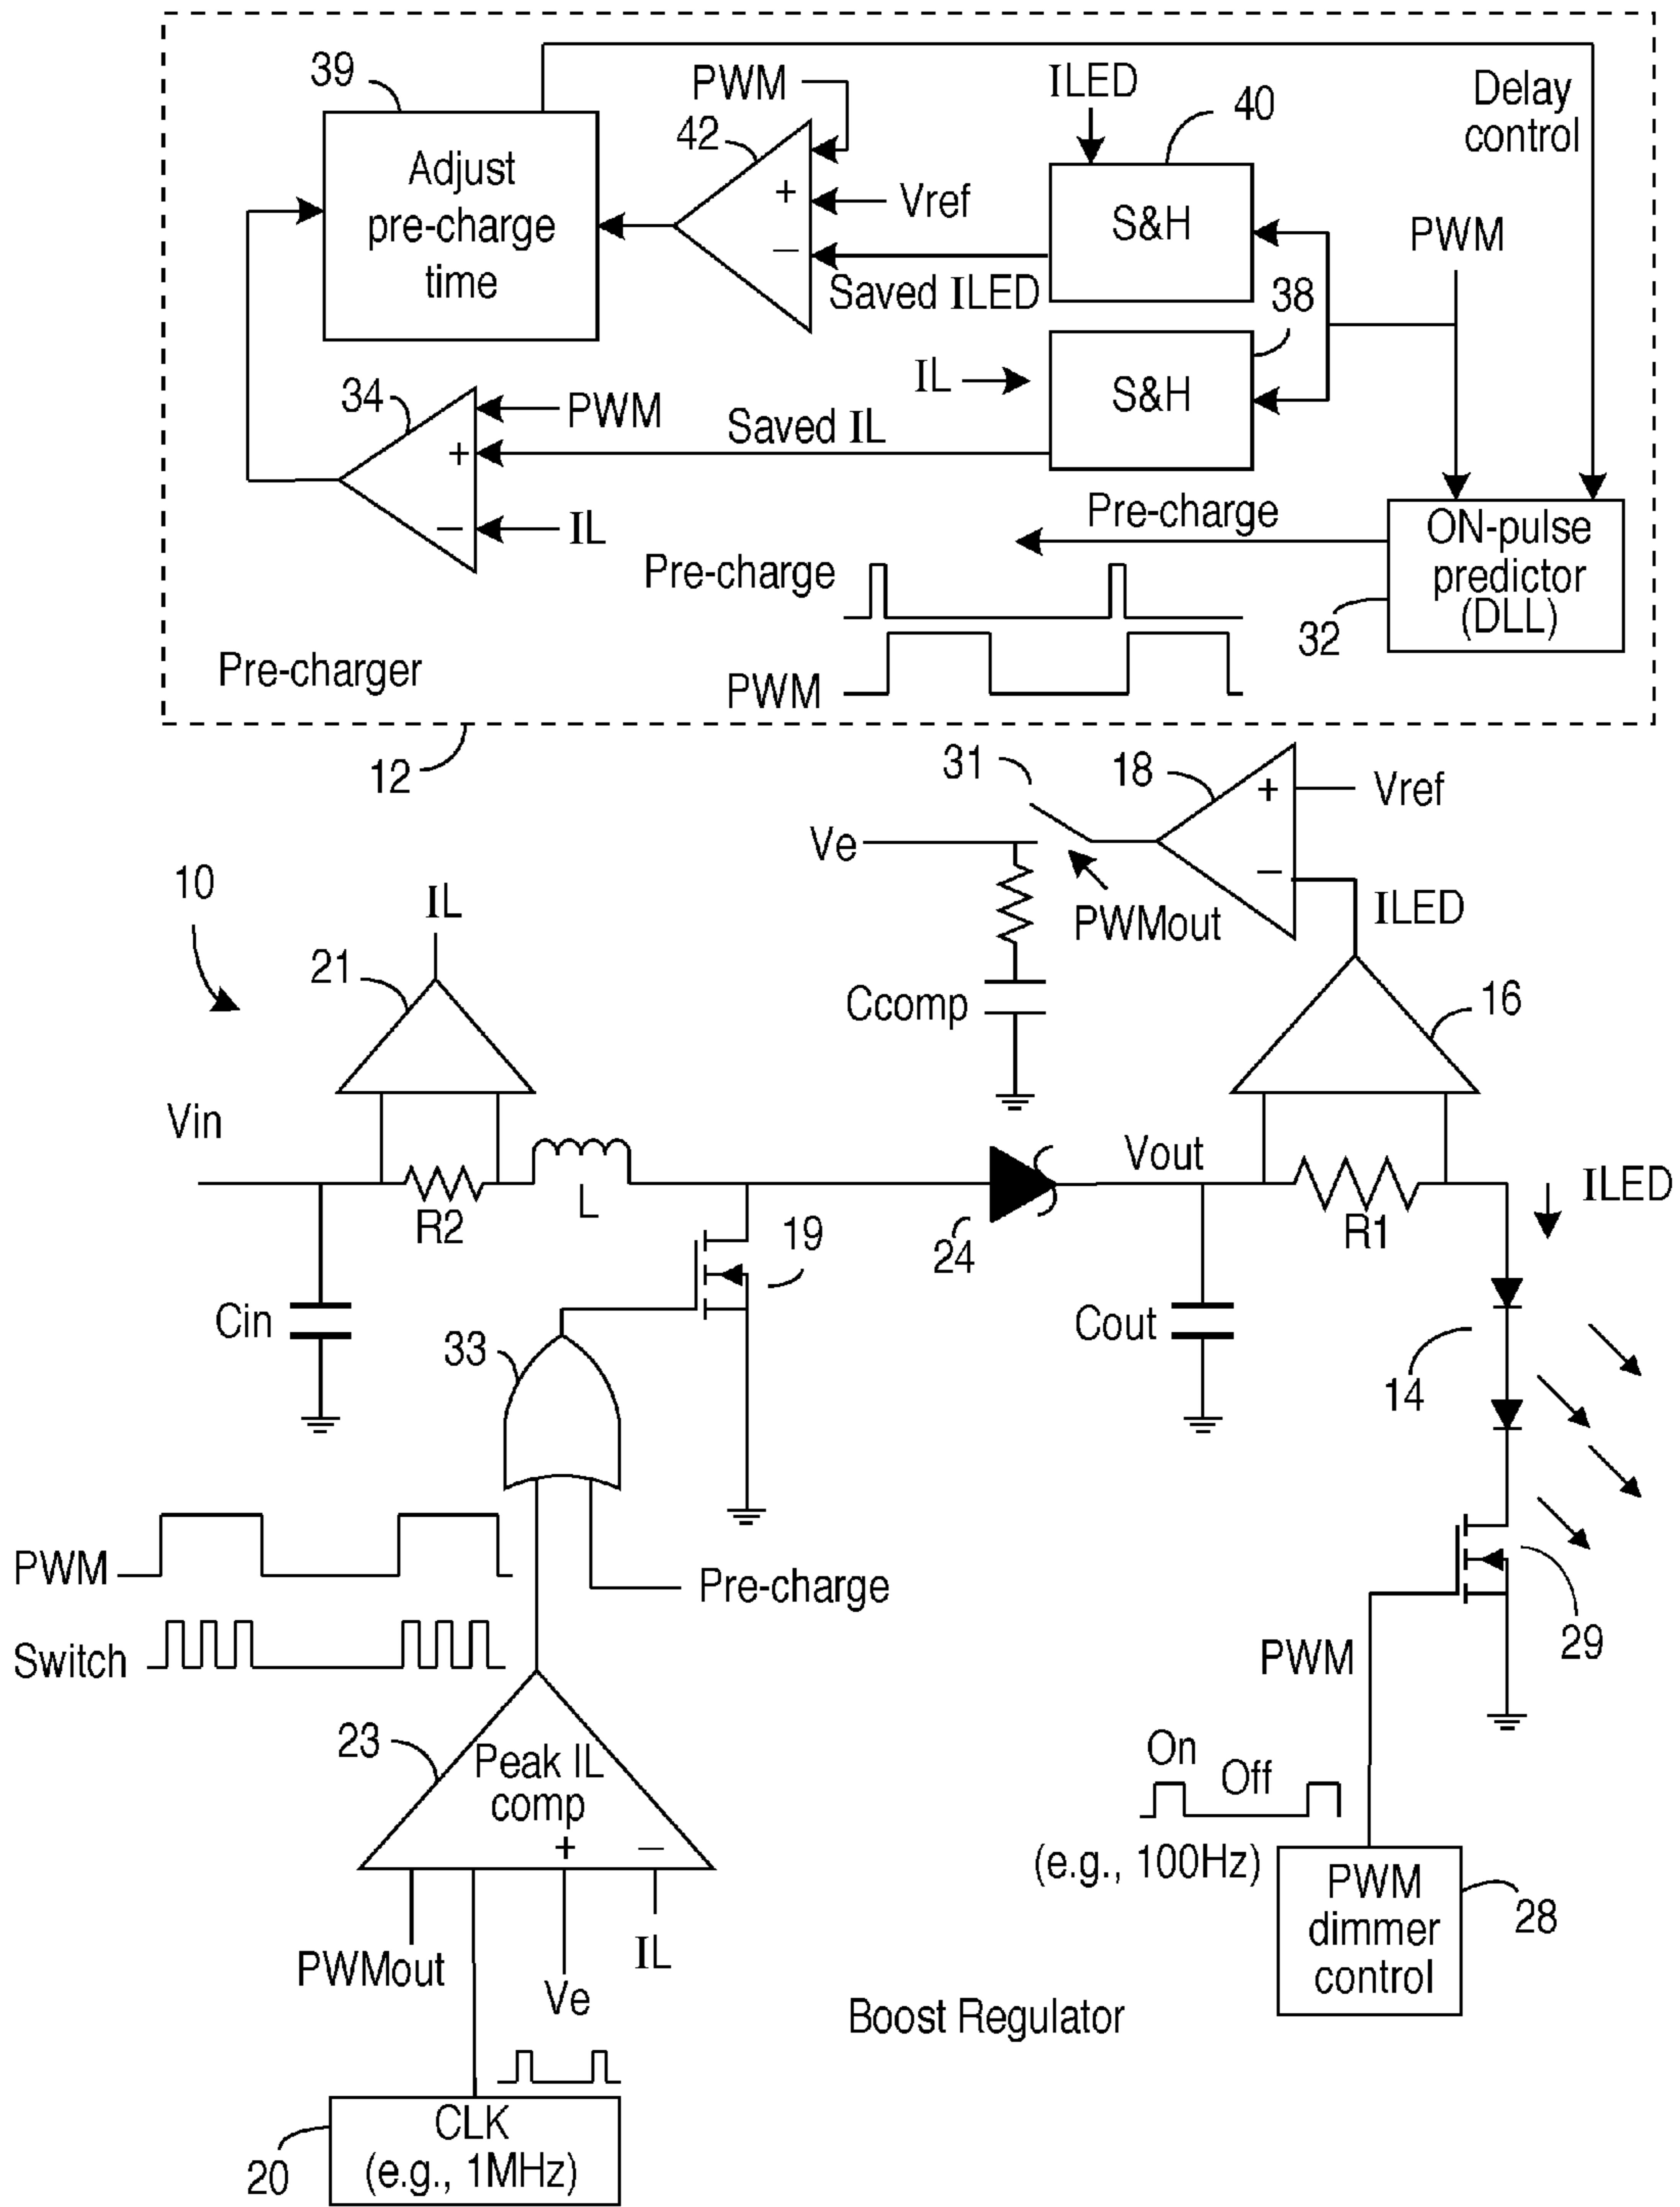 39
Adjust
pre-charge
time
PWM
42
+
Vref
−
Saved ILED
ILED
40
S&H
Delay
control
PWM
38
IL
S&H
34
PWM
+
Saved IL
−
IL
Pre-charge
ON-pulse
predictor
(DLL)
32
Pre-charge
PWM
Pre-charger
12
31
18
+
Vref
Ve
−
PWMout
ILED
10
IL
21
Ccomp
16
Vin
R2
L
Vout
R1
ILED
24
19
Cin
33
Cout
14
PWM
Switch
Pre-charge
29
PWM
23
Peak IL
comp
+ −
On
Off
(e.g., 100Hz)
PWM
dimmer
control
28
PWMout
Ve
IL
Boost Regulator
CLK
(e.g., 1MHz)
20